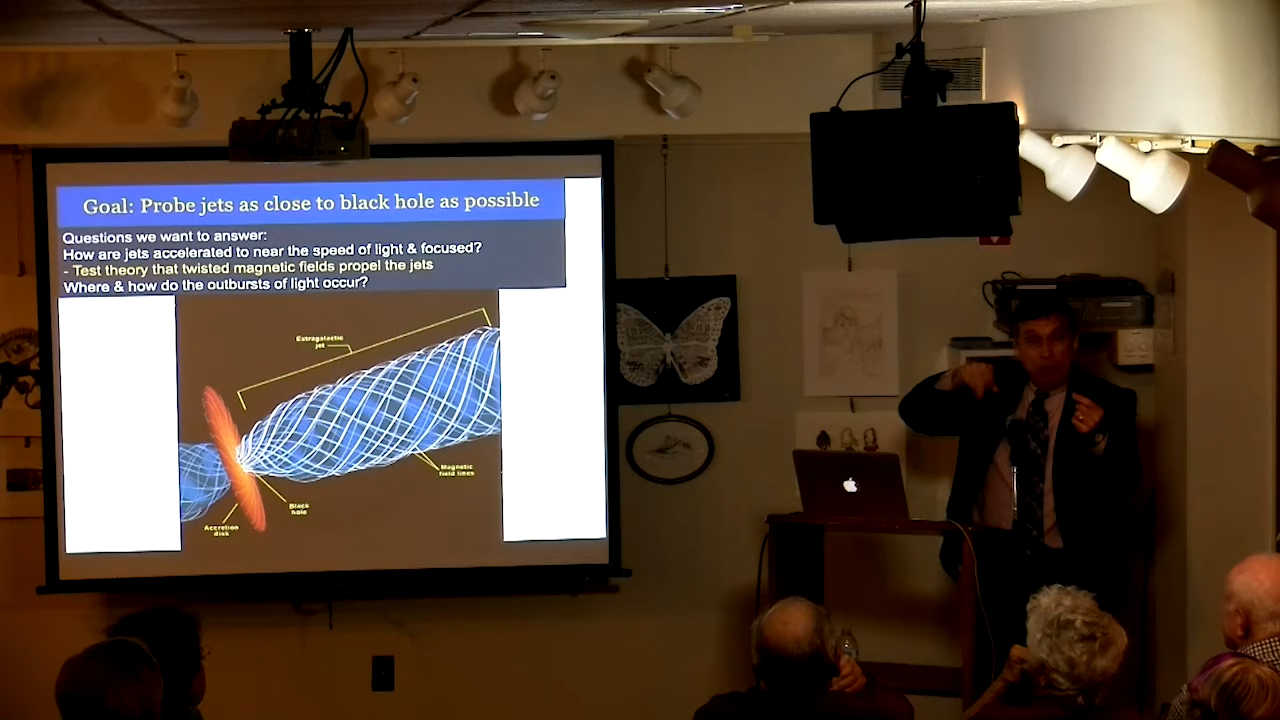 Goal: Probe jets as close to black hole as possible
Questions we want to answer:
How are jets accelerated to near the speed of light & focused?
- Test theory that twisted magnetic fields propel the jets
Where & how do the outbursts of light occur?
Extragalactic
jet
Magnetic
field lines
Black
hole
Accretion
disk